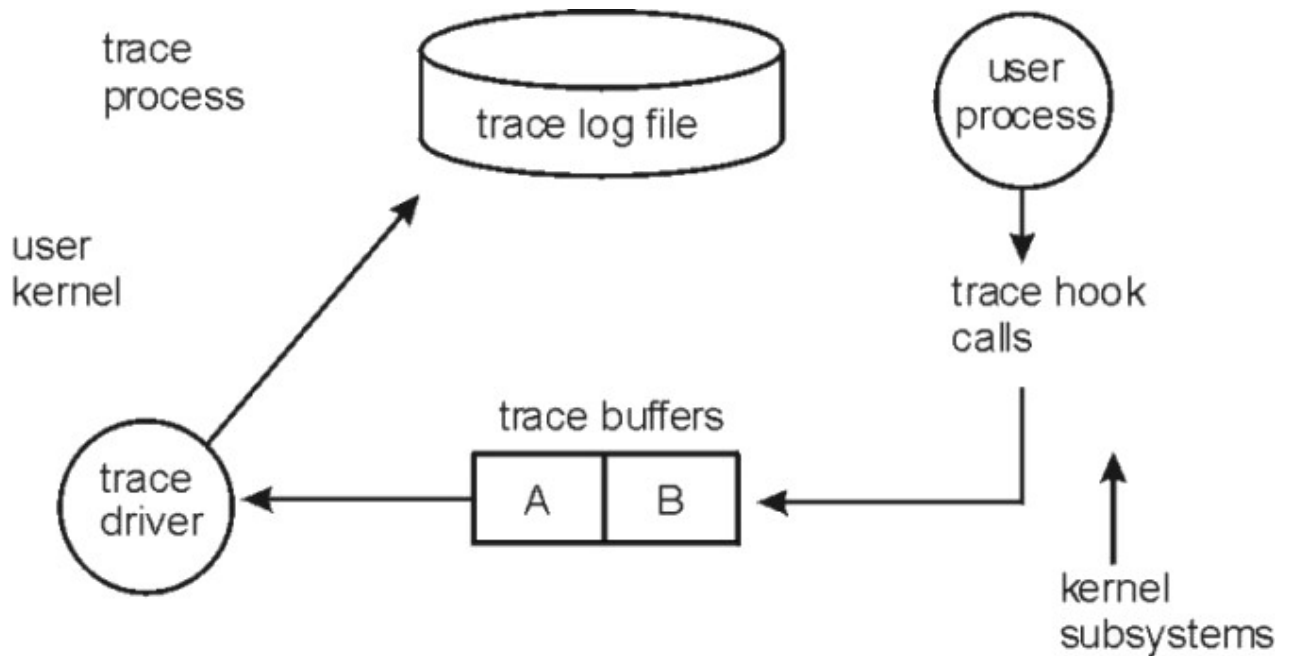 trace
process
trace log file
user
process
user
kernel
trace hook
calls
trace buffers
trace
driver
A
B
kernel
subsystems